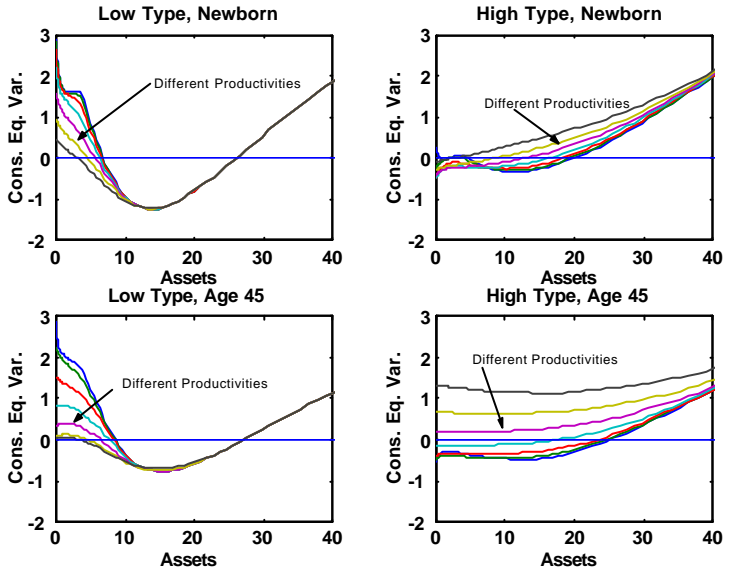 Low Type, Newborn
High Type, Newborn
3
2
1
0
-1
-2
Cons. Eq. Var.
Different Productivities
0
10
20
30
40
Assets
3
2
1
0
-1
-2
Different Productivities
0
10
20
30
40
Assets
Low Type, Age 45
High Type, Age 45
3
2
1
0
-1
-2
Cons. Eq. Var.
Different Productivities
0
10
20
30
40
Assets
3
2
1
0
-1
-2
Cons. Eq. Var.
Different Productivities
0
10
20
30
40
Assets